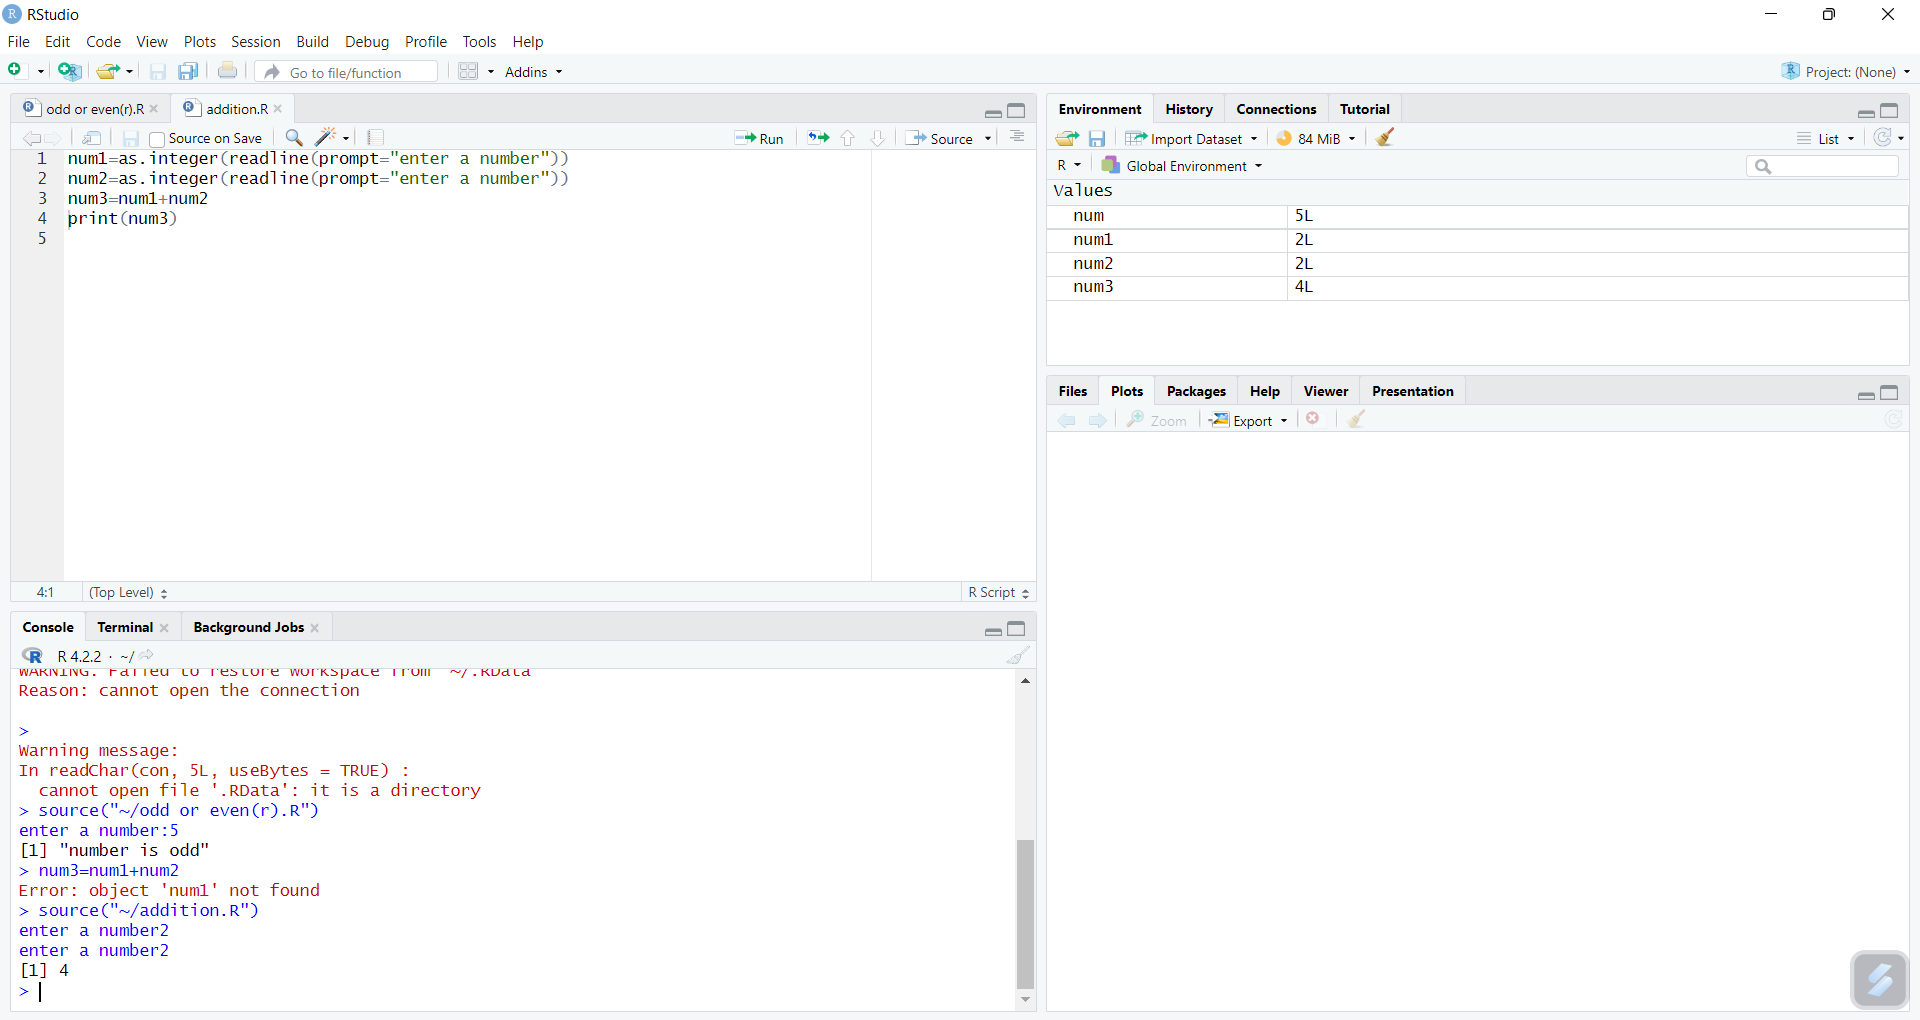 RStudio
File Edit Code View Plots Session Build Debug Profile Tools Help
Go to file/function Addins Project: (None)
odd or even(r).R addition.R
Source on Save Run Source
1 num1=as.integer(readline(prompt="enter a number"))
2 num2=as.integer(readline(prompt="enter a number"))
3 num3=num1+num2
4 print(num3)
5
4:1 (Top Level) R Script
Console Terminal Background Jobs
R 4.2.2 · ~/
WARNING: Failed to restore workspace from ~/.RData
Reason: cannot open the connection
>
Warning message:
In readChar(con, 5L, useBytes = TRUE) :
cannot open file '.RData': it is a directory
> source("~/odd or even(r).R")
enter a number:5
[1] "number is odd"
> num3=num1+num2
Error: object 'num1' not found
> source("~/addition.R")
enter a number2
enter a number2
[1] 4
>
Environment History Connections Tutorial
Import Dataset 84 MiB List
R Global Environment
Values
num 5L
num1 2L
num2 2L
num3 4L
Files Plots Packages Help Viewer Presentation
Zoom Export